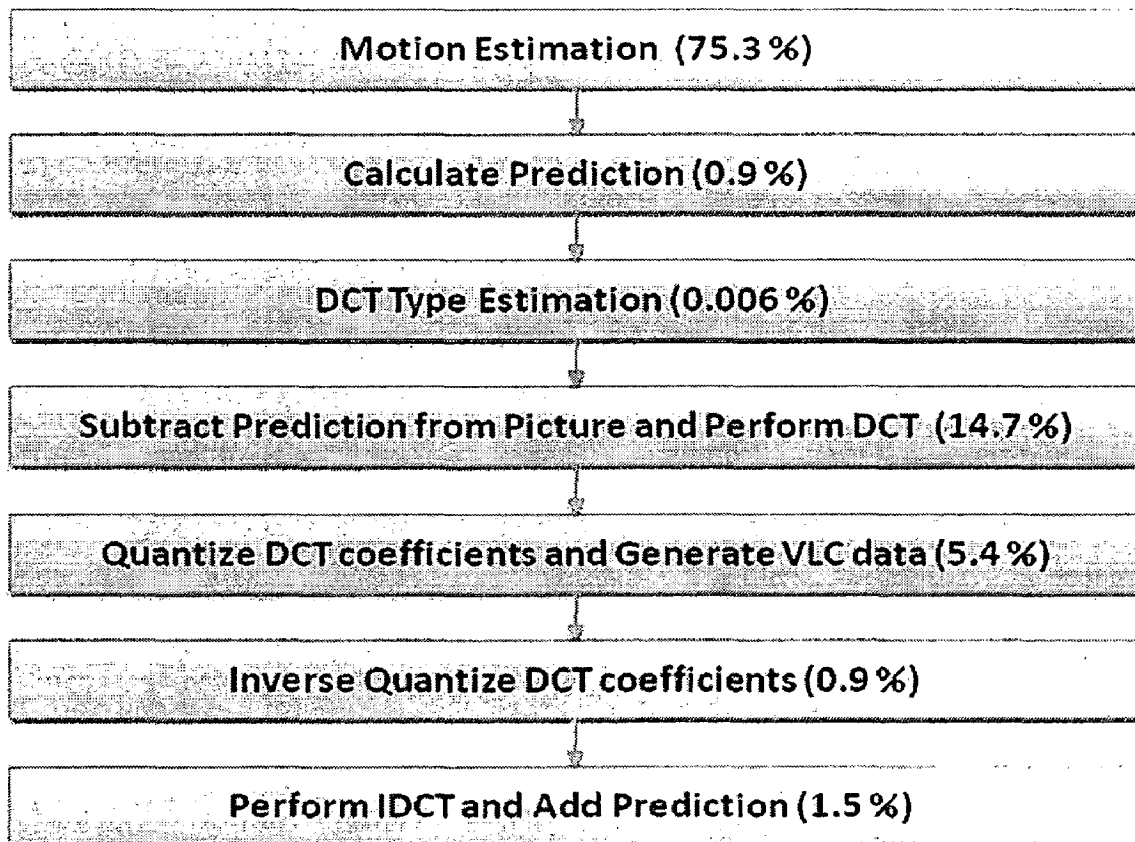 Motion Estimation (75.3 %)
Calculate Prediction (0.9 %)
DCT Type Estimation (0.006 %)
Subtract Prediction from Picture and Perform DCT (14.7 %)
Quantize DCT coefficients and Generate VLC data (5.4 %)
Inverse Quantize DCT coefficients (0.9 %)
Perform IDCT and Add Prediction (1.5 %)